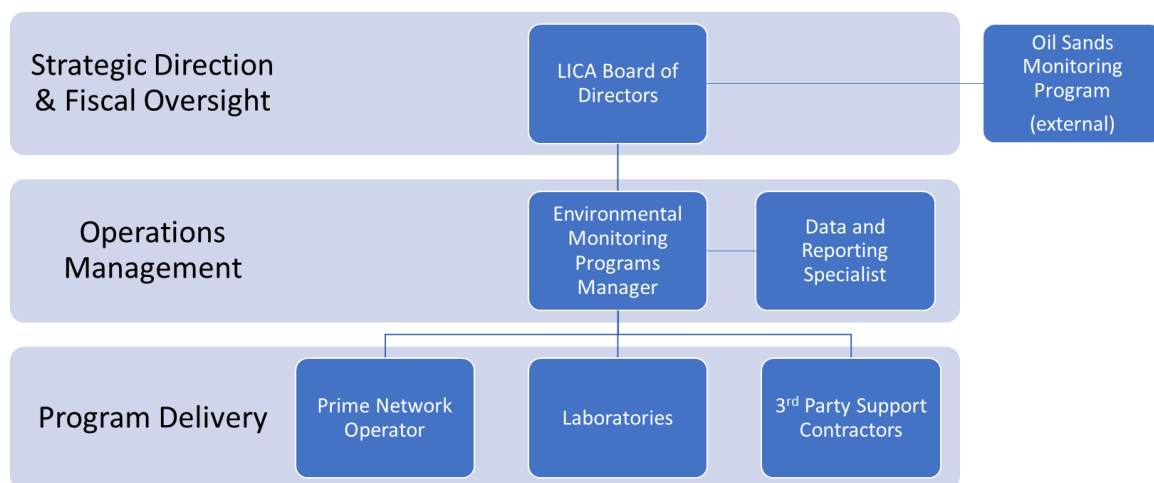 Strategic Direction
& Fiscal Oversight
LICA Board of
Directors
Oil Sands
Monitoring
Program
(external)
Operations
Management
Environmental
Monitoring
Programs
Manager
Data and
Reporting
Specialist
Program Delivery
Prime Network
Operator
Laboratories
3rd Party Support
Contractors